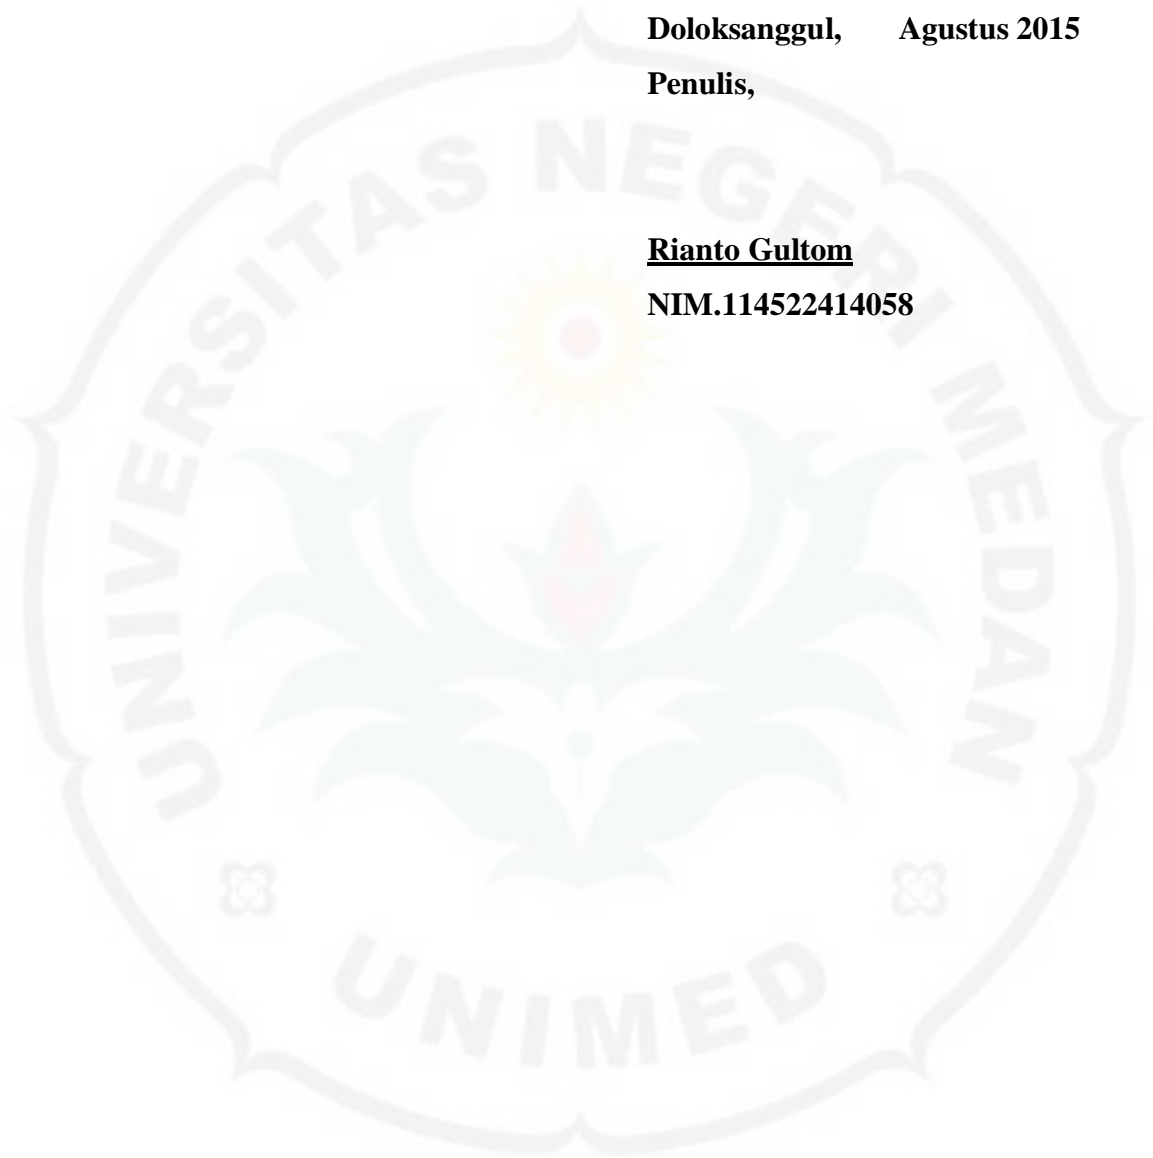 Doloksanggul, Agustus 2015
Penulis,
Rianto Gultom
NIM.114522414058
UNIVERSITAS NEGERI MEDAN
UNIMED